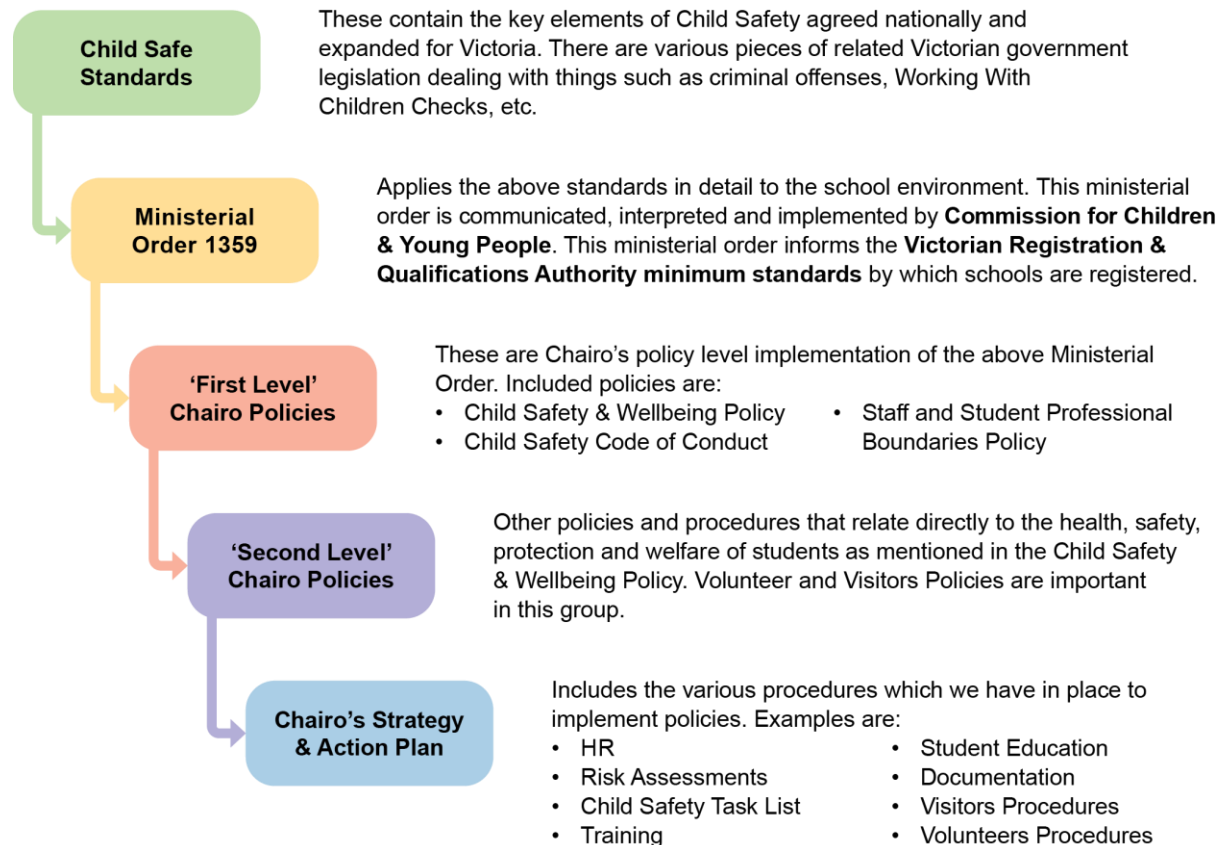 Child Safe
Standards
These contain the key elements of Child Safety agreed nationally and
expanded for Victoria. There are various pieces of related Victorian government
legislation dealing with things such as criminal offenses, Working With
Children Checks, etc.
Ministerial
Order 1359
Applies the above standards in detail to the school environment. This ministerial
order is communicated, interpreted and implemented by Commission for Children
& Young People. This ministerial order informs the Victorian Registration &
Qualifications Authority minimum standards by which schools are registered.
‘First Level’
Chairo Policies
These are Chairo’s policy level implementation of the above Ministerial
Order. Included policies are:
• Child Safety & Wellbeing Policy
• Child Safety Code of Conduct
• Staff and Student Professional
Boundaries Policy
‘Second Level’
Chairo Policies
Other policies and procedures that relate directly to the health, safety,
protection and welfare of students as mentioned in the Child Safety
& Wellbeing Policy. Volunteer and Visitors Policies are important
in this group.
Chairo’s Strategy
& Action Plan
Includes the various procedures which we have in place to
implement policies. Examples are:
• HR
• Risk Assessments
• Child Safety Task List
• Training
• Student Education
• Documentation
• Visitors Procedures
• Volunteers Procedures